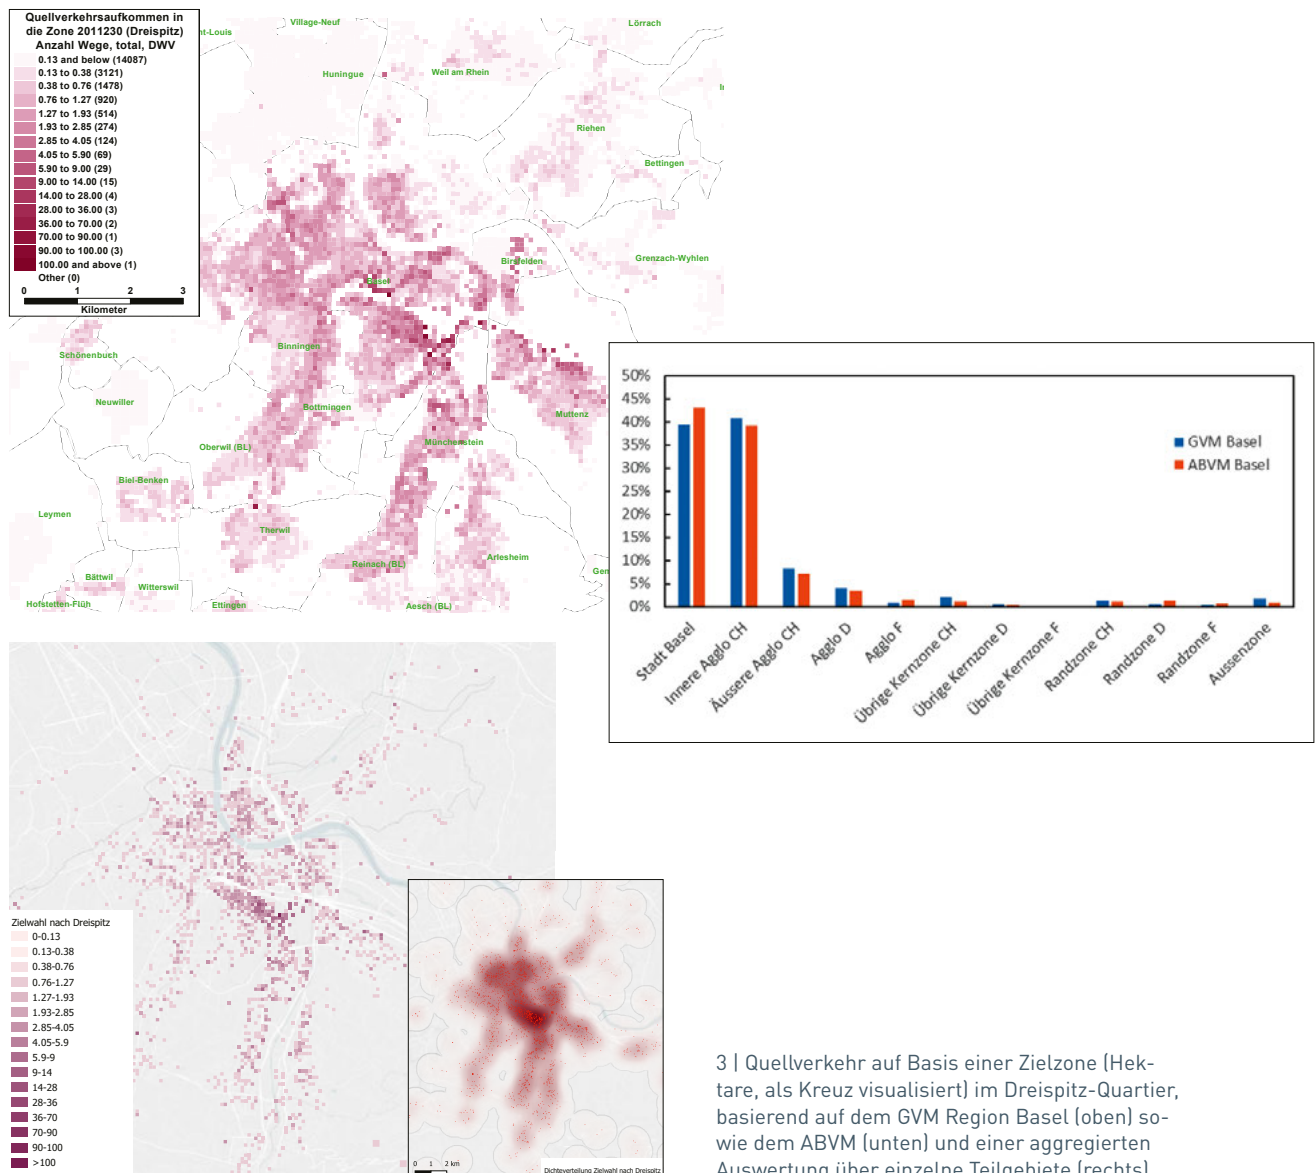 Quellverkehrsaufkommen in
die Zone 2011230 (Dreispitz)
Anzahl Wege, total, DWV
0.13 and below (14087)
0.13 to 0.38 (3121)
0.38 to 0.76 (1478)
0.76 to 1.27 (920)
1.27 to 1.93 (514)
1.93 to 2.85 (274)
2.85 to 4.05 (124)
4.05 to 5.90 (69)
5.90 to 9.00 (29)
9.00 to 14.00 (15)
14.00 to 28.00 (4)
28.00 to 36.00 (3)
36.00 to 70.00 (2)
70.00 to 90.00 (1)
90.00 to 100.00 (3)
100.00 and above (1)
Other (0)
0 1 2 3
Kilometer
Village-Neuf
Lörrach
nt-Louis
Huningue
Weil am Rhein
Riehen
Bettingen
Birsfelden
Grenzach-Wyhlen
Basel
Schönenbuch
Binningen
Neuwiller
Bottmingen
Muttenz
Oberwil (BL)
Münchenstein
Biel-Benken
Leymen
Therwil
Arlesheim
Reinach (BL)
Gem
Bättwil
Witterswil
Hofstetten-Flüh
Ettingen
Aesch (BL)
50%
45%
40%
35%
30%
25%
20%
15%
10%
5%
0%
GVM Basel
ABVM Basel
Stadt Basel
Innere Agglo CH
Äussere Agglo CH
Agglo D
Agglo F
Übrige Kernzone CH
Übrige Kernzone D
Übrige Kernzone F
Randzone CH
Randzone D
Randzone F
Aussenzone
Zielwahl nach Dreispitz
0-0.13
0.13-0.38
0.38-0.76
0.76-1.27
1.27-1.93
1.93-2.85
2.85-4.05
4.05-5.9
5.9-9
9-14
14-28
28-36
36-70
70-90
90-100
>100
0 1 2 km
Dichteverteilung Zielwahl nach Dreispitz
3 | Quellverkehr auf Basis einer Zielzone (Hek-
tare, als Kreuz visualisiert) im Dreispitz-Quartier,
basierend auf dem GVM Region Basel (oben) so-
wie dem ABVM (unten) und einer aggregierten
Auswertung über einzelne Teilgebiete (rechts)